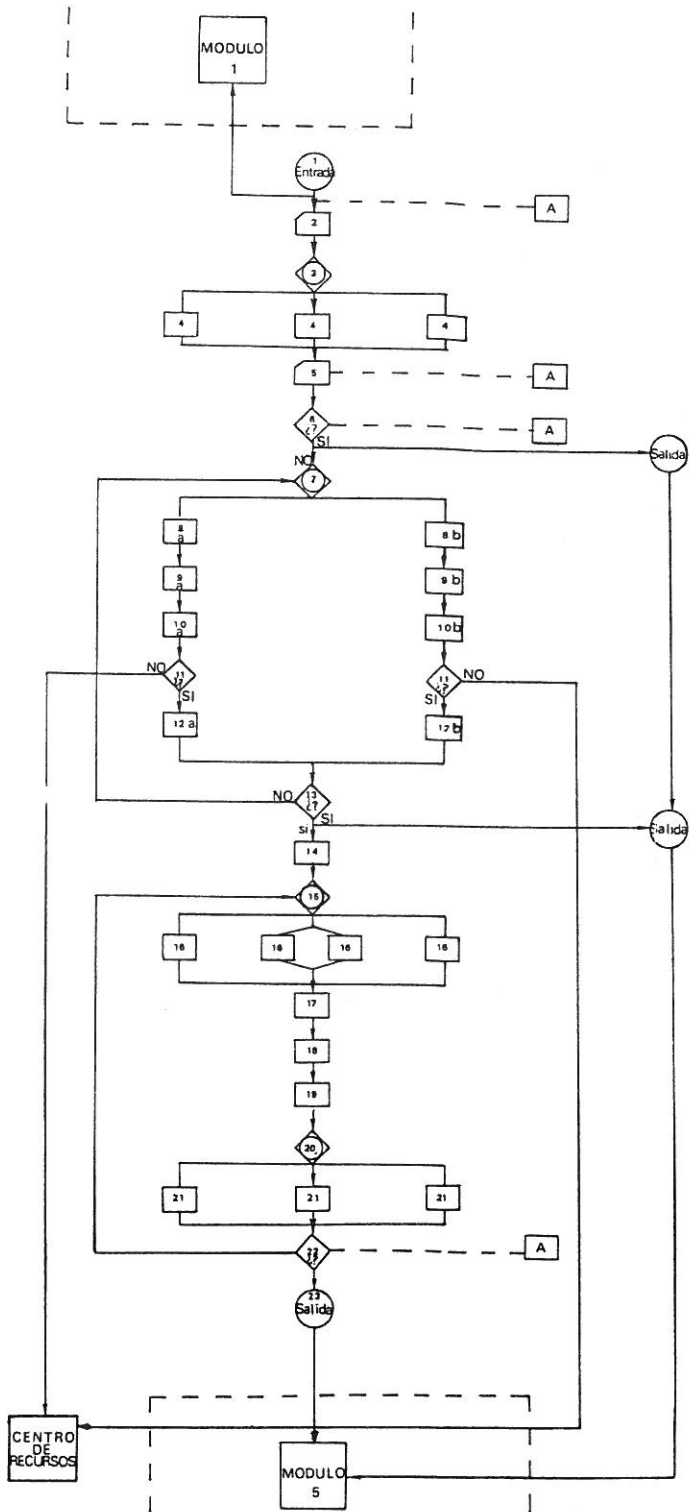 MODULO
1
1
Entrada
A
2
3
4
4
4
5
A
6
¿?
A
SI
Salida
NO
7
8
a
8 b
9
a
9 b
10
a
10 b
NO
11
¿?
SI
11
¿?
NO
SI
12 a
12 b
NO
13
¿?
SI
SI
Salida
14
15
16
16
16
16
17
18
19
20
21
21
21
22
¿?
A
23
Salida
CENTRO
DE
RECURSOS
MODULO
5